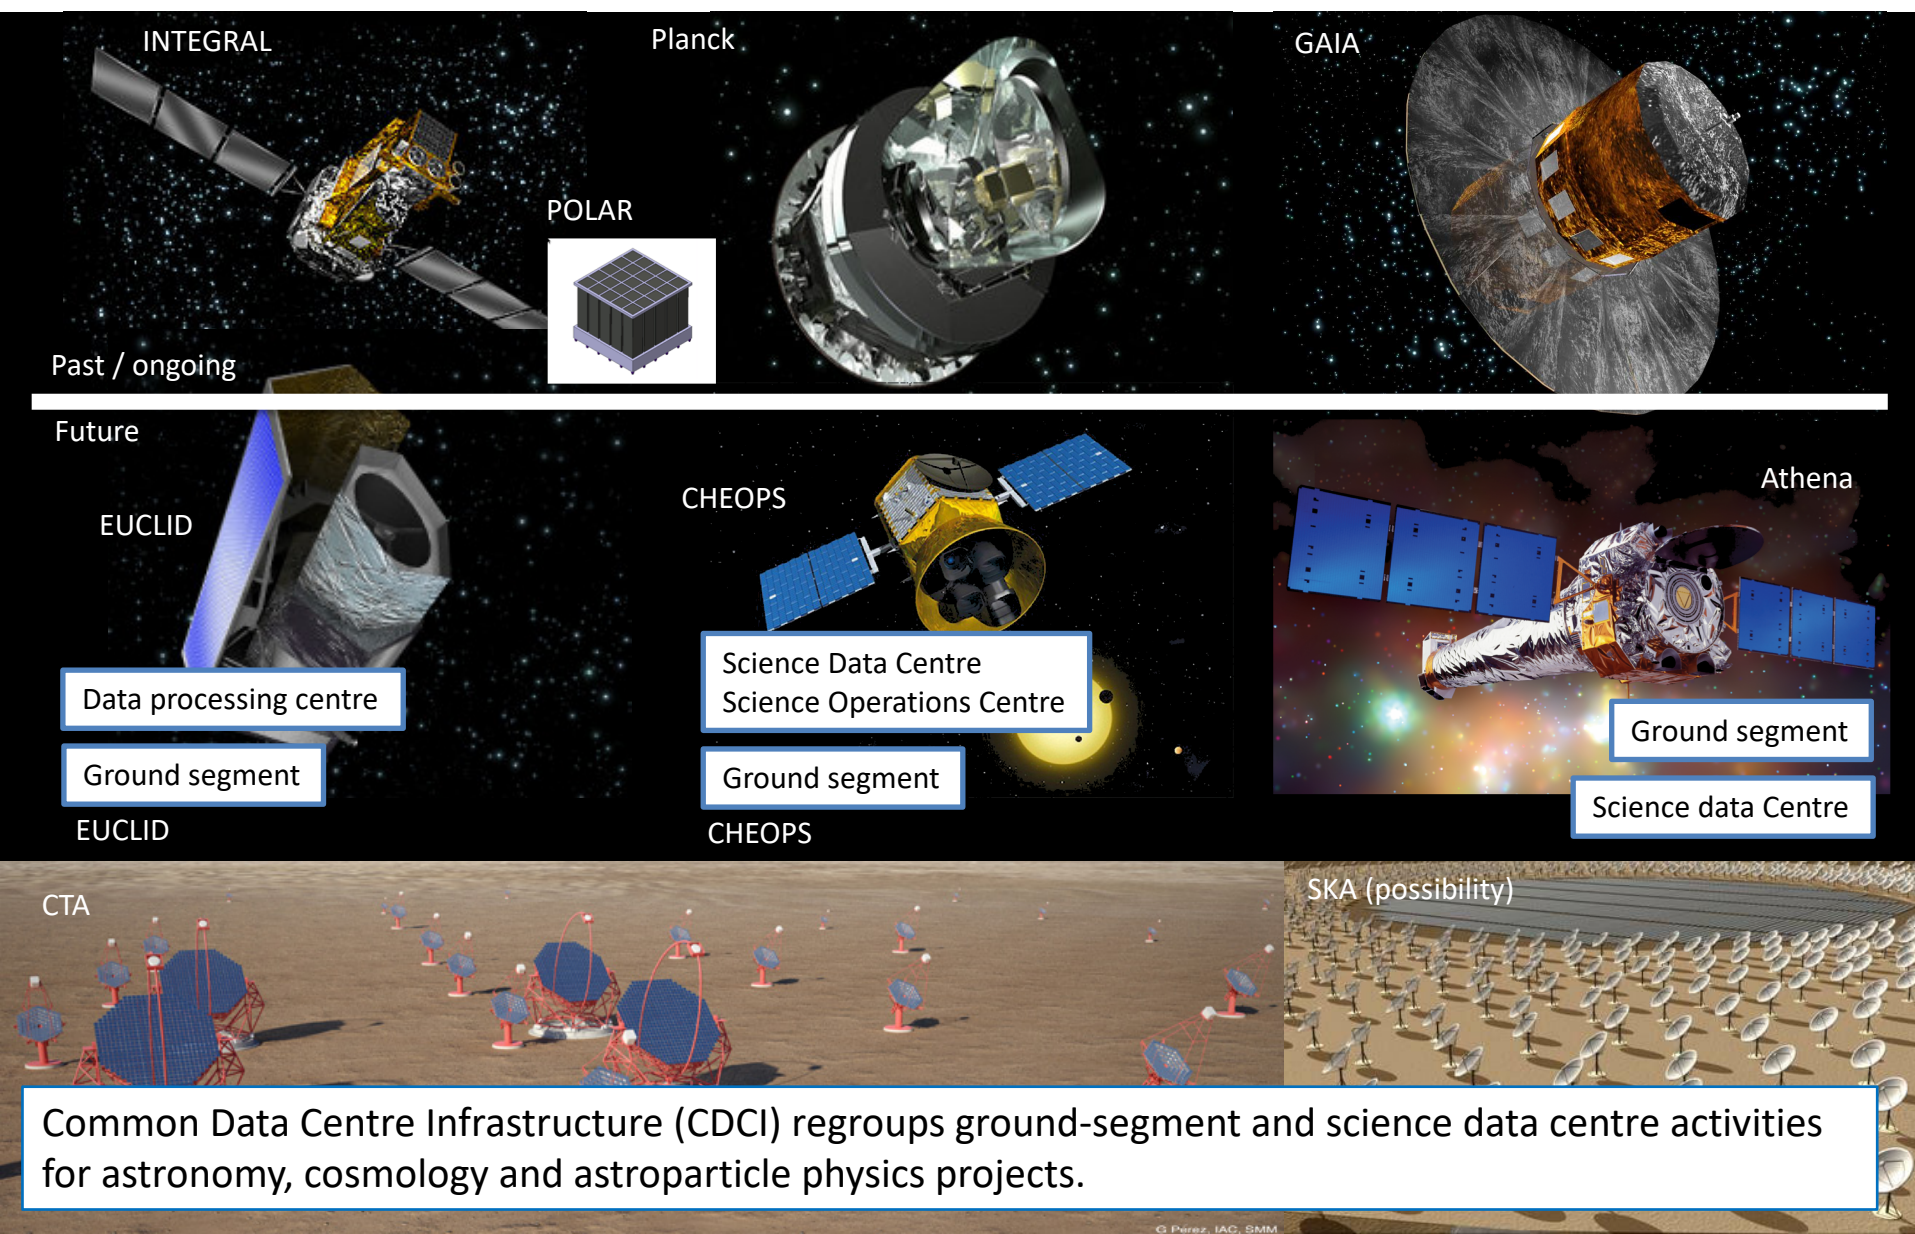 INTEGRAL
Planck
GAIA
POLAR
Past / ongoing
Future
EUCLID
CHEOPS
Athena
Data processing centre
Ground segment
EUCLID
Science Data Centre
Science Operations Centre
Ground segment
CHEOPS
Ground segment
Science data Centre
CTA
SKA (possibility)
Common Data Centre Infrastructure (CDCI) regroups ground-segment and science data centre activities
for astronomy, cosmology and astroparticle physics projects.
G Pérez, IAC, SMM